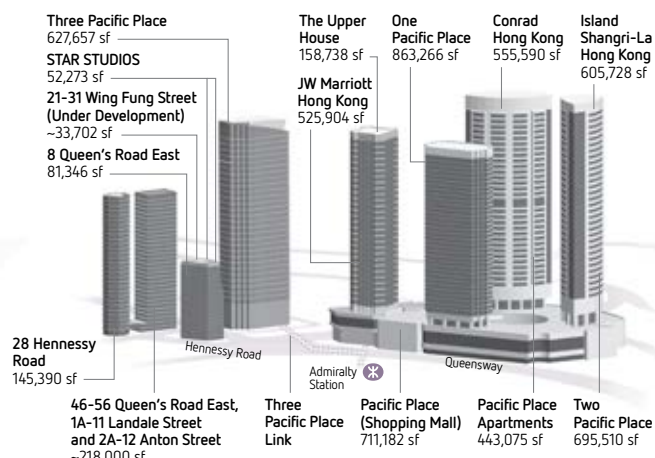 Three Pacific Place
627,657 sf
STAR STUDIOS
52,273 sf
21-31 Wing Fung Street
(Under Development)
~33,702 sf
8 Queen's Road East
81,346 sf
The Upper
House
158,738 sf
JW Marriott
Hong Kong
525,904 sf
One
Pacific Place
863,266 sf
Conrad
Hong Kong
555,590 sf
Island
Shangri-La
Hong Kong
605,728 sf
28 Hennessy
Road
145,390 sf
Hennessy Road
Admiralty
Station
Queensway
46-56 Queen's Road East,
1A-11 Landale Street
and 2A-12 Anton Street
~218,000 sf
Three
Pacific Place
Link
Pacific Place
(Shopping Mall)
711,182 sf
Pacific Place
Apartments
443,075 sf
Two
Pacific Place
695,510 sf